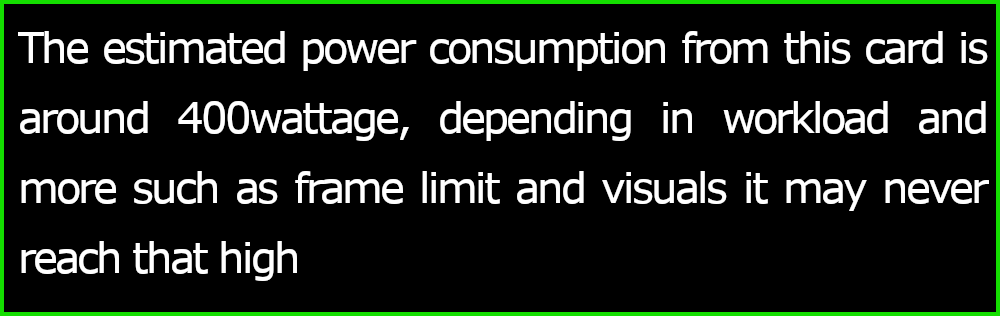 The estimated power consumption from this card is
around 400wattage, depending in workload and
more such as frame limit and visuals it may never
reach that high